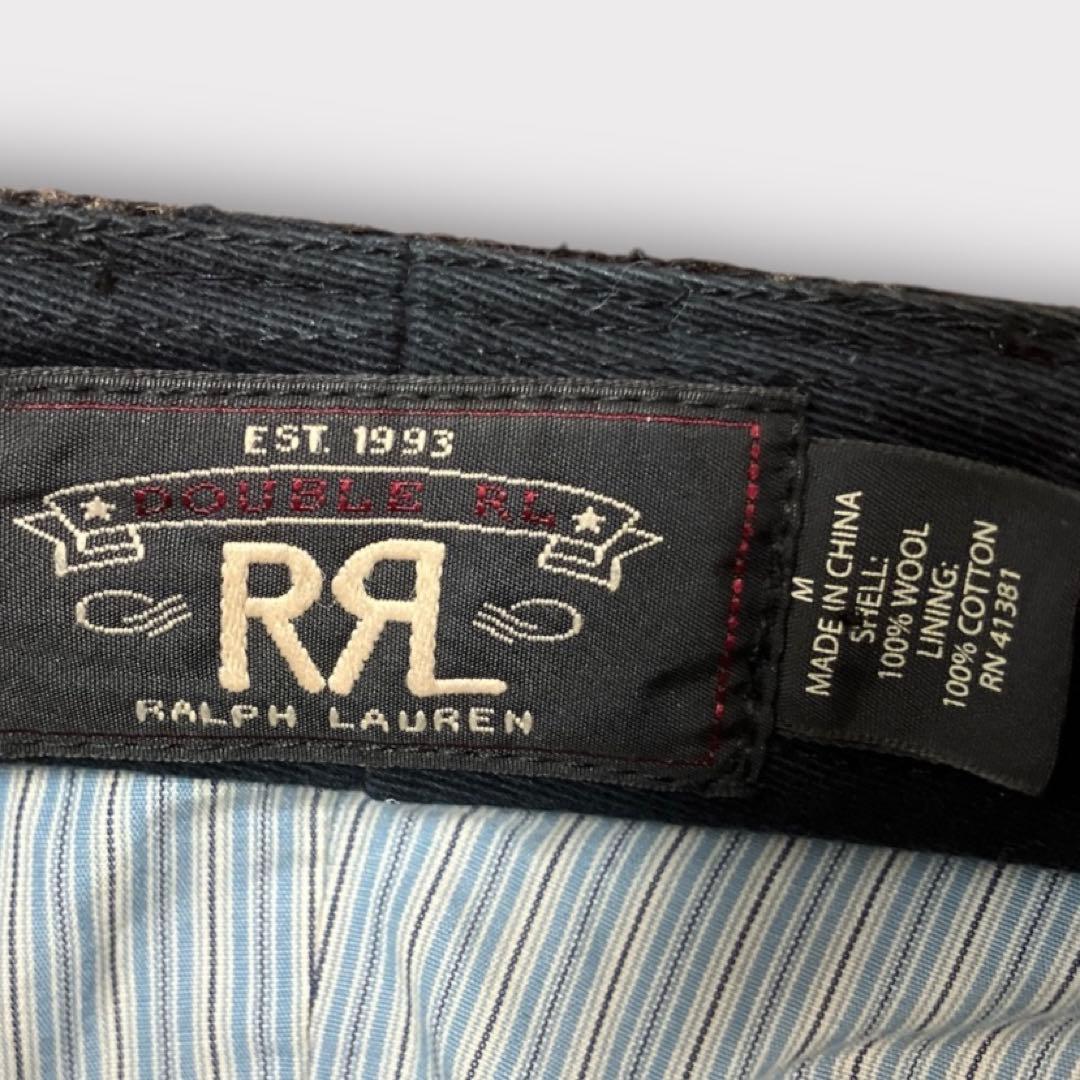 EST. 1993
DOUBLE RL
RRL
RALPH LAUREN
M
MADE IN CHINA
SHELL:
100% WOOL
LINING:
100% COTTON
RN 41381